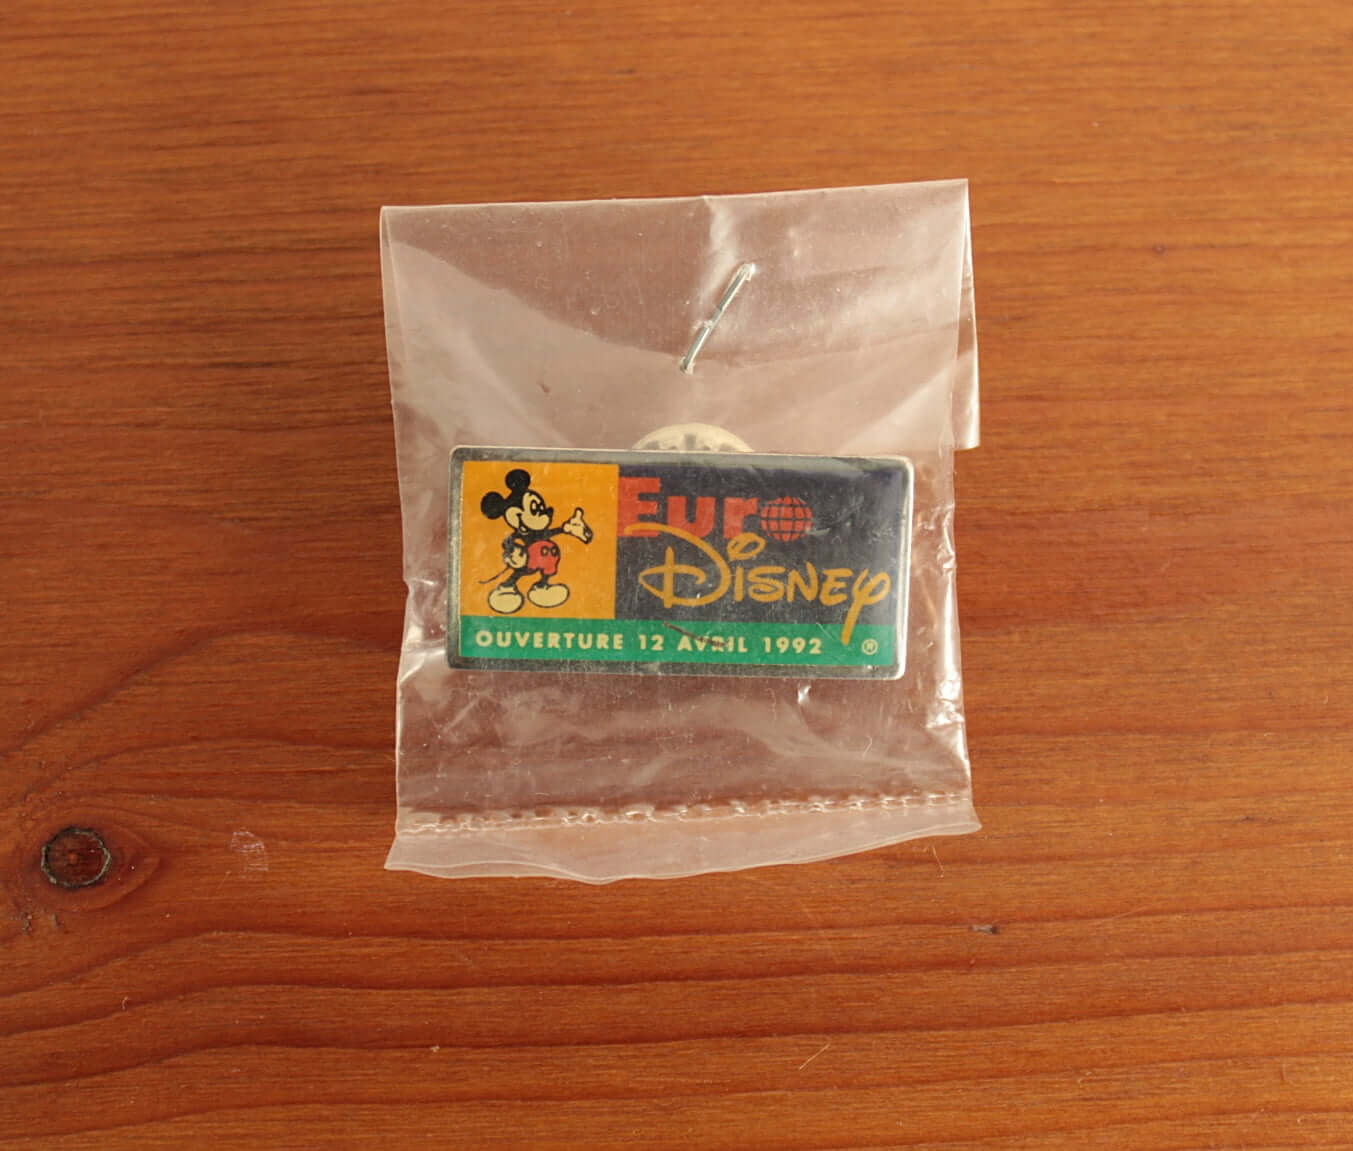 Euro
Disney
OUVERTURE 12 AVRIL 1992 ®